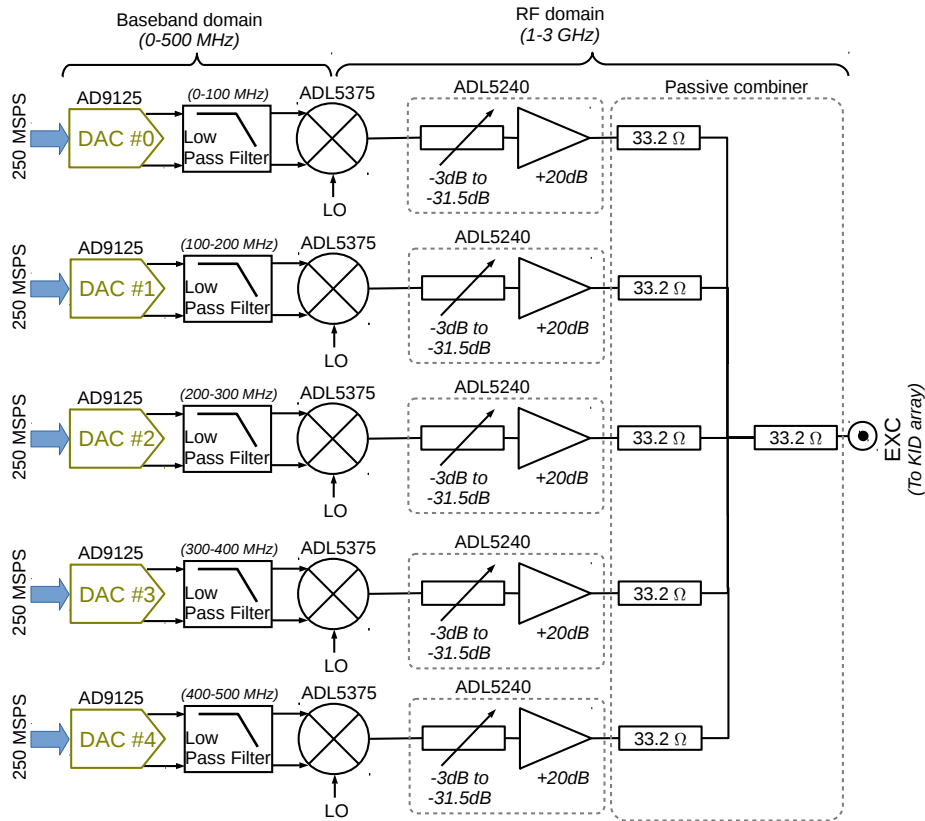 Baseband domain
(0-500 MHz)
RF domain
(1-3 GHz)
250 MSPS
AD9125
DAC #0
(0-100 MHz)
Low
Pass Filter
ADL5375
LO
ADL5240
-3dB to
-31.5dB
+20dB
Passive combiner
33.2 Ω
250 MSPS
AD9125
DAC #1
(100-200 MHz)
Low
Pass Filter
ADL5375
LO
ADL5240
-3dB to
-31.5dB
+20dB
33.2 Ω
250 MSPS
AD9125
DAC #2
(200-300 MHz)
Low
Pass Filter
ADL5375
LO
ADL5240
-3dB to
-31.5dB
+20dB
33.2 Ω
33.2 Ω
EXC
(To KID array)
250 MSPS
AD9125
DAC #3
(300-400 MHz)
Low
Pass Filter
ADL5375
LO
ADL5240
-3dB to
-31.5dB
+20dB
33.2 Ω
250 MSPS
AD9125
DAC #4
(400-500 MHz)
Low
Pass Filter
ADL5375
LO
ADL5240
-3dB to
-31.5dB
+20dB
33.2 Ω